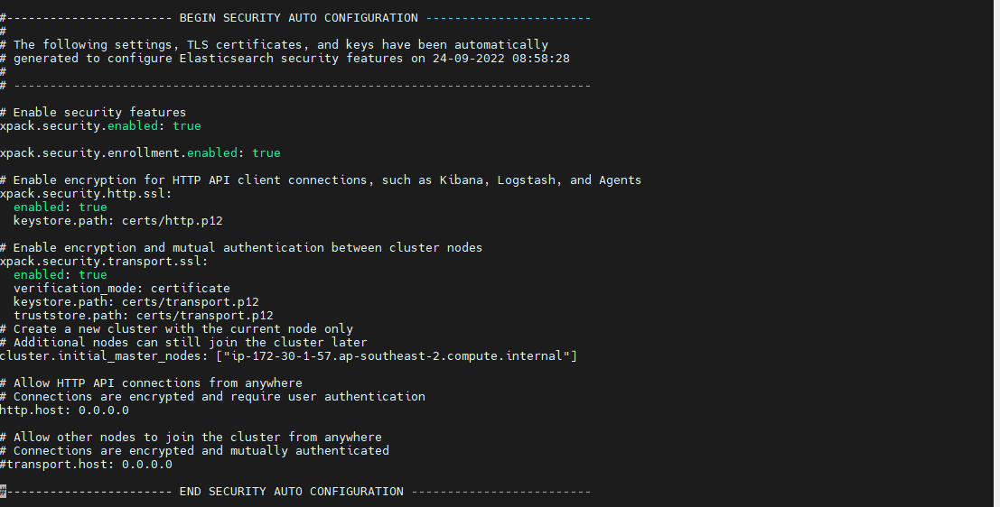 #----------------------- BEGIN SECURITY AUTO CONFIGURATION -----------------------
#
# The following settings, TLS certificates, and keys have been automatically
# generated to configure Elasticsearch security features on 24-09-2022 08:58:28
#
# --------------------------------------------------------------------------------
# Enable security features
xpack.security.enabled: true
xpack.security.enrollment.enabled: true
# Enable encryption for HTTP API client connections, such as Kibana, Logstash, and Agents
xpack.security.http.ssl:
  enabled: true
  keystore.path: certs/http.p12
# Enable encryption and mutual authentication between cluster nodes
xpack.security.transport.ssl:
  enabled: true
  verification_mode: certificate
  keystore.path: certs/transport.p12
  truststore.path: certs/transport.p12
# Create a new cluster with the current node only
# Additional nodes can still join the cluster later
cluster.initial_master_nodes: ["ip-172-30-1-57.ap-southeast-2.compute.internal"]
# Allow HTTP API connections from anywhere
# Connections are encrypted and require user authentication
http.host: 0.0.0.0
# Allow other nodes to join the cluster from anywhere
# Connections are encrypted and mutually authenticated
#transport.host: 0.0.0.0
#----------------------- END SECURITY AUTO CONFIGURATION -------------------------